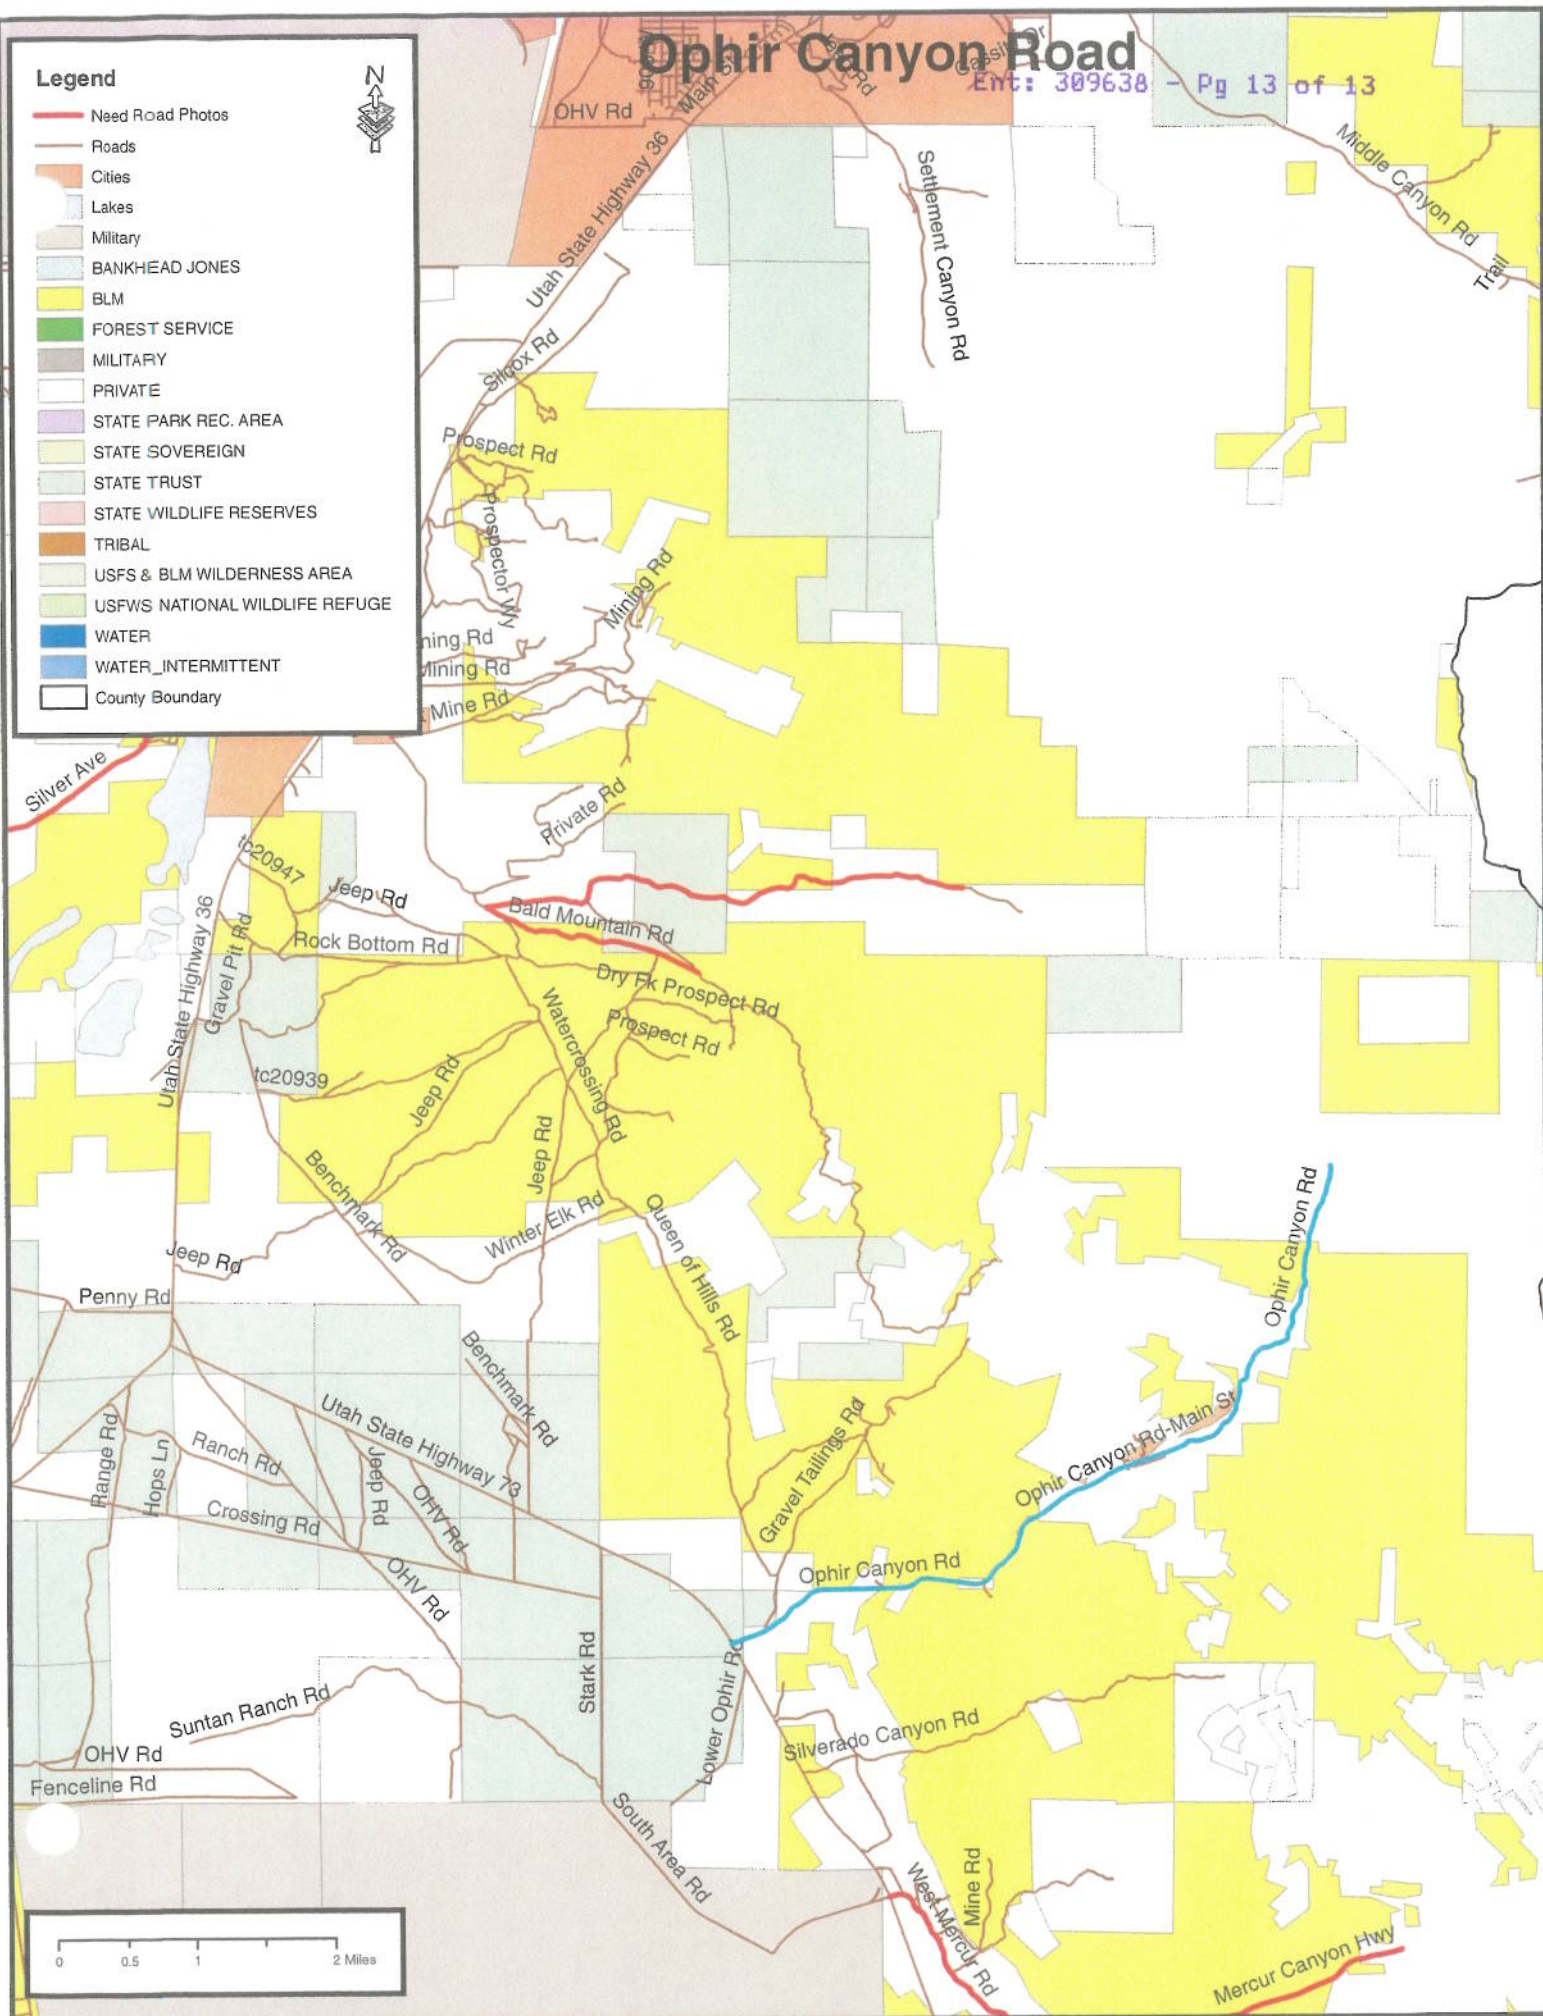 Ophir Canyon Road
Ent: 309638 - Pg 13 of 13
Legend
N
Need Road Photos
Roads
Cities
Lakes
Military
BANKHEAD JONES
BLM
FOREST SERVICE
MILITARY
PRIVATE
STATE PARK REC. AREA
STATE SOVEREIGN
STATE TRUST
STATE WILDLIFE RESERVES
TRIBAL
USFS & BLM WILDERNESS AREA
USFWS NATIONAL WILDLIFE REFUGE
WATER
WATER_INTERMITTENT
County Boundary
OHV Rd
Utah State Highway 36
Settlement Canyon Rd
Middle Canyon Rd
Trail
Silcox Rd
Prospect Rd
Prospector Wy
Mining Rd
ning Rd
Mining Rd
Mine Rd
Silver Ave
Private Rd
tc20947
Jeep Rd
Bald Mountain Rd
Rock Bottom Rd
Gravel Pit Rd
Utah State Highway 36
Dry Fk Prospect Rd
Prospect Rd
Watercrossing Rd
tc20939
Jeep Rd
Jeep Rd
Benchmark Rd
Winter Elk Rd
Queen of Hills Rd
Ophir Canyon Rd
Jeep Rd
Penny Rd
Benchmark Rd
Utah State Highway 73
Ophir Canyon Rd-Main St
Range Rd
Hops Ln
Ranch Rd
Jeep Rd
OHV Rd
Gravel Tailings Rd
Crossing Rd
OHV Rd
Ophir Canyon Rd
Stark Rd
Lower Ophir Rd
Suntan Ranch Rd
Silverado Canyon Rd
OHV Rd
Fenceline Rd
South Area Rd
West Mercur Rd
Mine Rd
Mercur Canyon Hwy
0 0.5 1 2 Miles